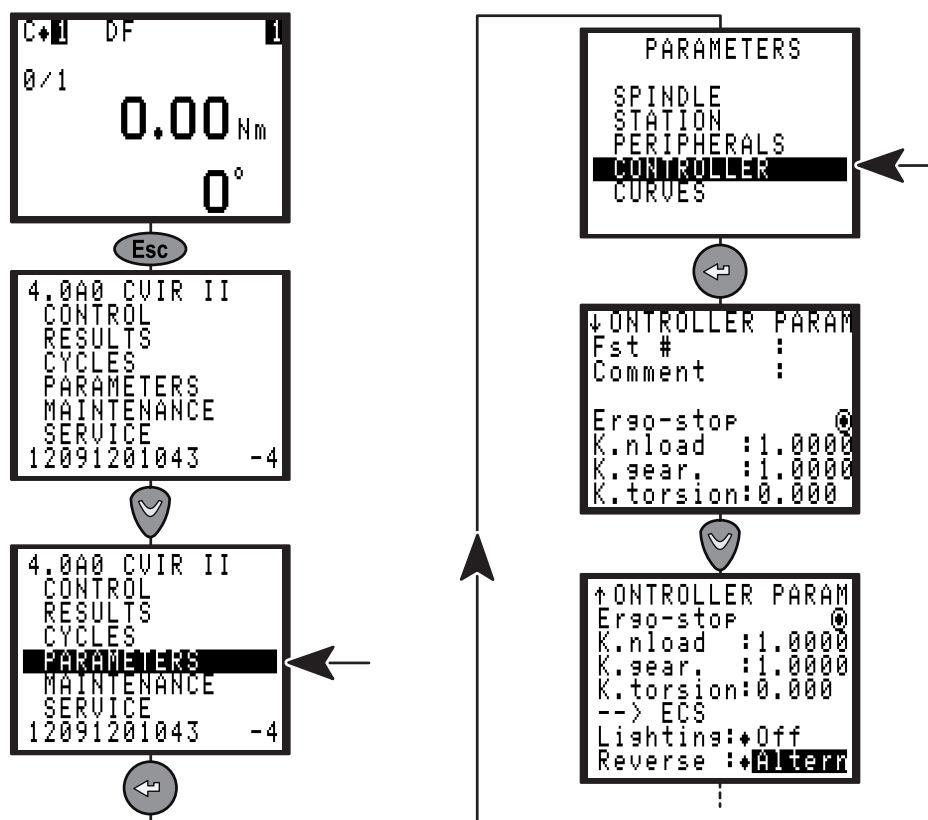 C♦1 DF 1
0/1
0.00 Nm
0°
Esc
4.0A0 CVIR II
CONTROL
RESULTS
CYCLES
PARAMETERS
MAINTENANCE
SERVICE
12091201043 -4
4.0A0 CVIR II
CONTROL
RESULTS
CYCLES
PARAMETERS
MAINTENANCE
SERVICE
12091201043 -4
PARAMETERS
SPINDLE
STATION
PERIPHERALS
CONTROLLER
CURVES
↓ONTROLLER PARAM
Fst # :
Comment :
Ergo-stop
K.nload :1.0000
K.gear. :1.0000
K.torsion:0.000
↑ONTROLLER PARAM
Ergo-stop
K.nload :1.0000
K.gear. :1.0000
K.torsion:0.000
--> ECS
Lighting:♦Off
Reverse :♦Altern